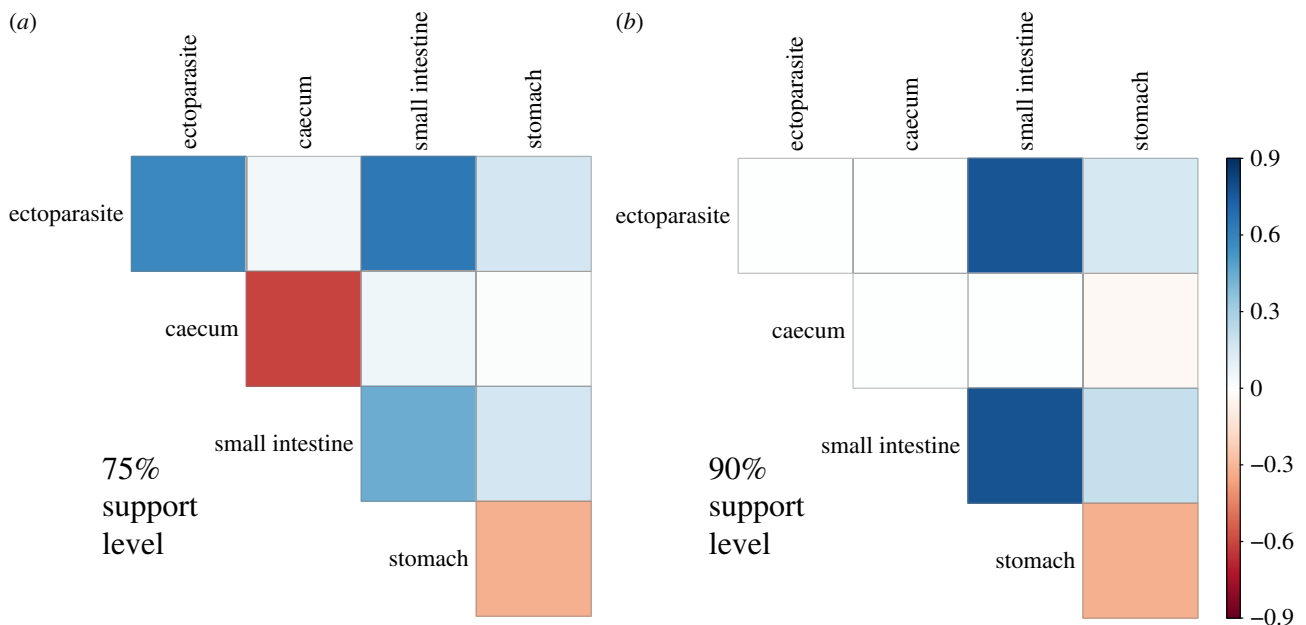 (a)
ectoparasite
caecum
small intestine
stomach
ectoparasite
caecum
small intestine
stomach
75%
support
level
(b)
ectoparasite
caecum
small intestine
stomach
ectoparasite
caecum
small intestine
stomach
90%
support
level
0.9
0.6
0.3
0
−0.3
−0.6
−0.9